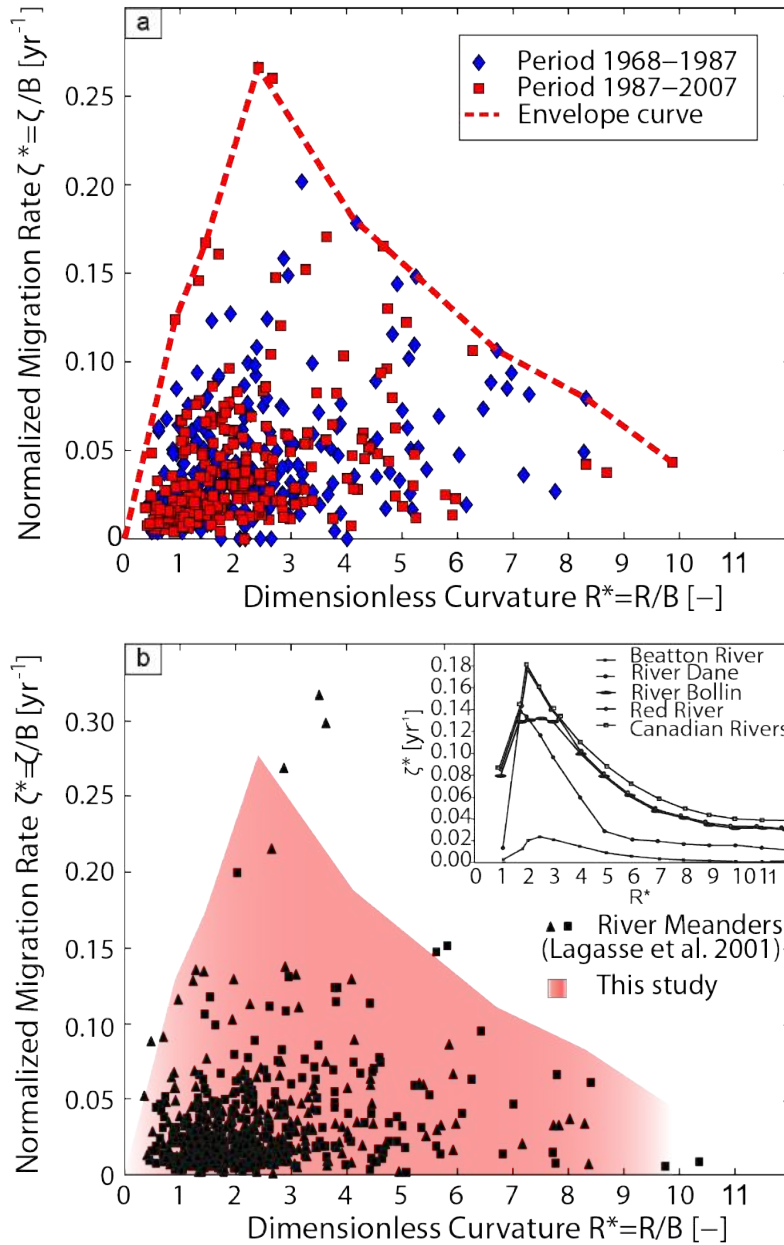 a
Normalized Migration Rate ζ*=ζ/B [yr⁻¹]
0.25
0.20
0.15
0.10
0.05
0
Period 1968–1987
Period 1987–2007
Envelope curve
0 1 2 3 4 5 6 7 8 9 10 11
Dimensionless Curvature R*=R/B [–]
b
Normalized Migration Rate ζ*=ζ/B [yr⁻¹]
0.30
0.25
0.20
0.15
0.10
0.05
0
ζ* [yr⁻¹]
0.18
0.16
0.13
0.12
0.10
0.08
0.06
0.04
0.02
0.00
Beatton River
River Dane
River Bollin
Red River
Canadian Rivers
0 1 2 3 4 5 6 7 8 9 10 11
R*
River Meanders
(Lagasse et al. 2001)
This study
0 1 2 3 4 5 6 7 8 9 10 11
Dimensionless Curvature R*=R/B [–]